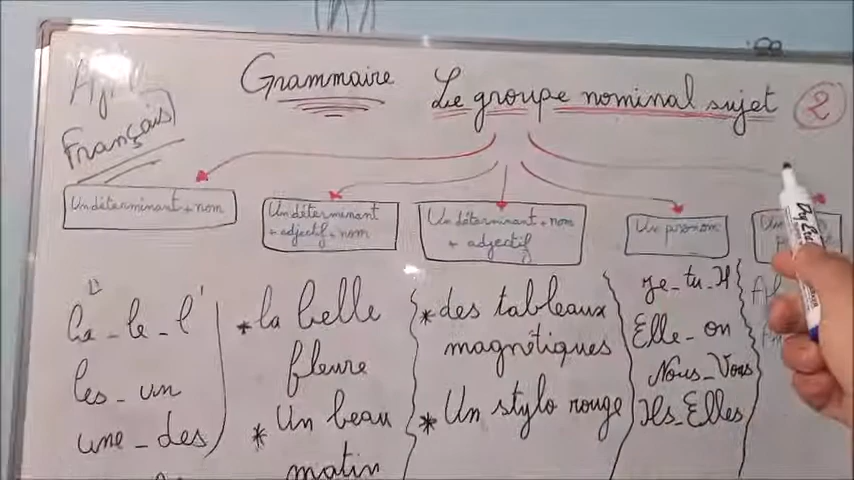 Grammaire Le groupe nominal sujet 2
Français
Un déterminant + nom
Un déterminant
+ adjectif + nom
Un déterminant + nom
+ adjectif
Un pronom
Un
La - le - l'
les - un
une - des
* la belle
fleure
* Un beau
matin
* des tableaux
magnétiques
* Un stylo rouge
Je - tu - Il
Elle - on
Nous - Vous
Ils - Elles